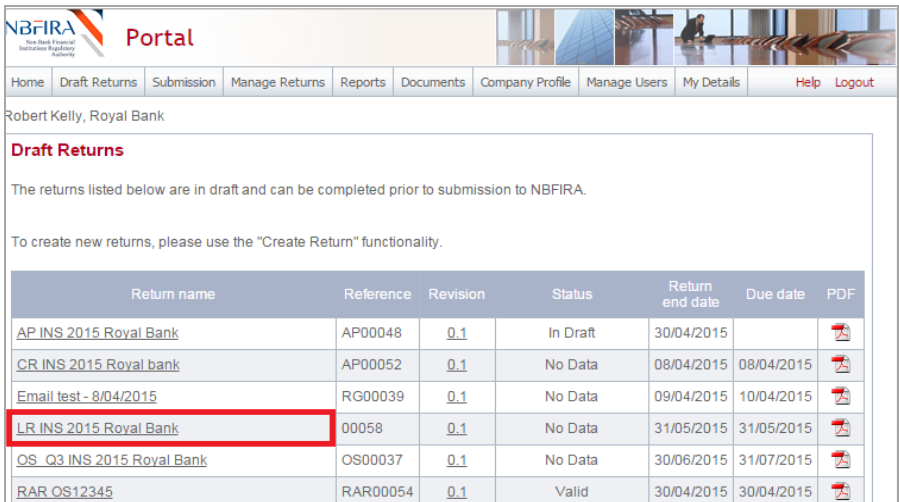 NBFIRA
Non-Bank Financial
Institutions Regulatory
Authority
Portal
Home Draft Returns Submission Manage Returns Reports Documents Company Profile Manage Users My Details Help Logout
Robert Kelly, Royal Bank
Draft Returns
The returns listed below are in draft and can be completed prior to submission to NBFIRA.
To create new returns, please use the "Create Return" functionality.
Return name Reference Revision Status Return end date Due date PDF
AP INS 2015 Royal Bank AP00048 0.1 In Draft 30/04/2015
CR INS 2015 Royal bank AP00052 0.1 No Data 08/04/2015 08/04/2015
Email test - 8/04/2015 RG00039 0.1 No Data 09/04/2015 10/04/2015
LR INS 2015 Royal Bank 00058 0.1 No Data 31/05/2015 31/05/2015
OS_Q3 INS 2015 Royal Bank OS00037 0.1 No Data 30/06/2015 31/07/2015
RAR OS12345 RAR00054 0.1 Valid 30/04/2015 30/04/2015